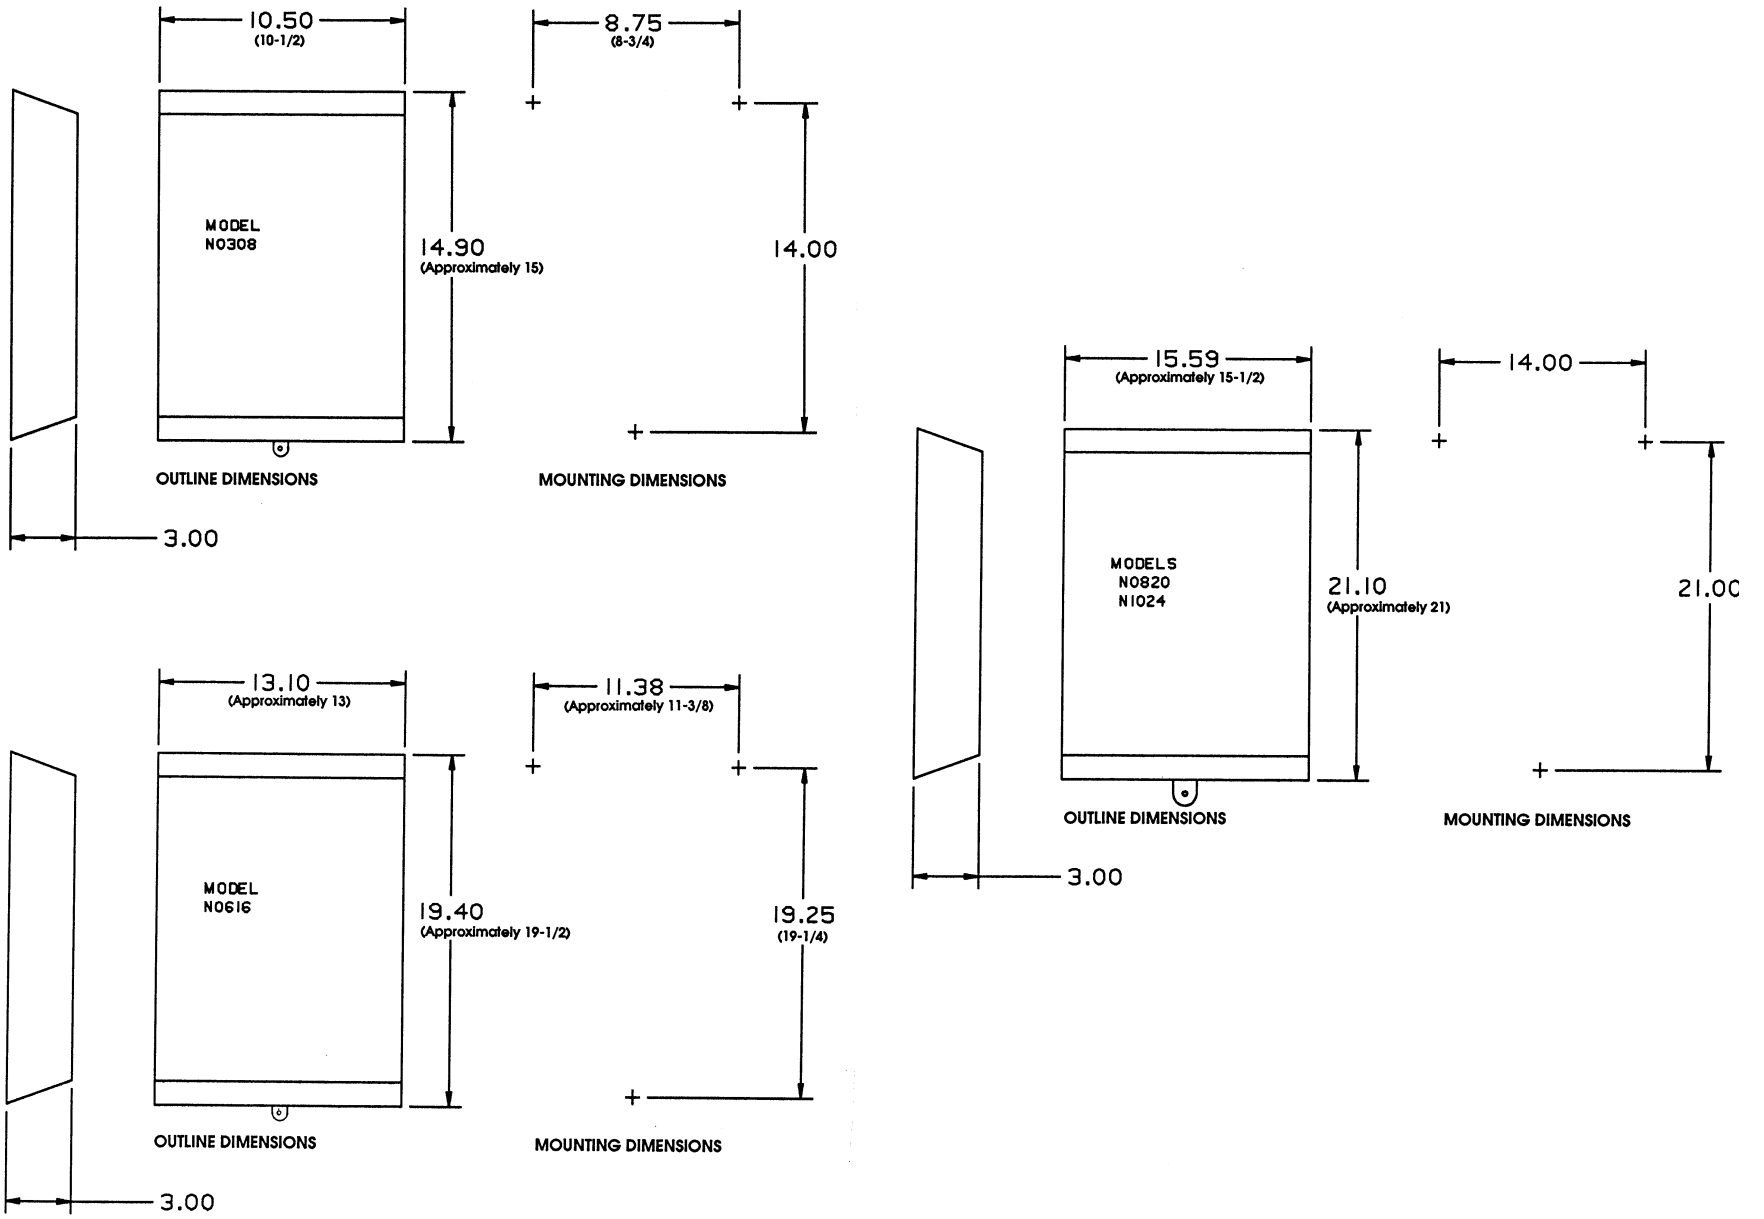 10.50
(10-1/2)
8.75
(8-3/4)
MODEL
N0308
14.90
(Approximately 15)
14.00
OUTLINE DIMENSIONS
MOUNTING DIMENSIONS
3.00
13.10
(Approximately 13)
11.38
(Approximately 11-3/8)
MODEL
N0616
19.40
(Approximately 19-1/2)
19.25
(19-1/4)
OUTLINE DIMENSIONS
MOUNTING DIMENSIONS
3.00
15.59
(Approximately 15-1/2)
14.00
MODELS
N0820
N1024
21.10
(Approximately 21)
21.00
OUTLINE DIMENSIONS
MOUNTING DIMENSIONS
3.00